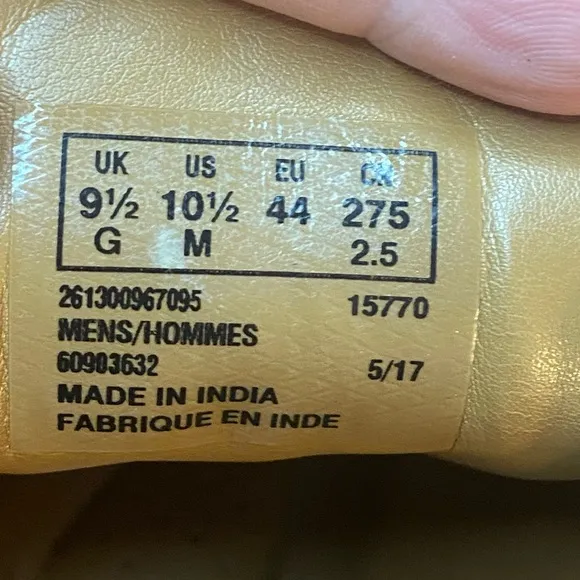 UK US EU CN
9½ 10½ 44 275
G M 2.5
261300967095 15770
MENS/HOMMES
60903632 5/17
MADE IN INDIA
FABRIQUE EN INDE